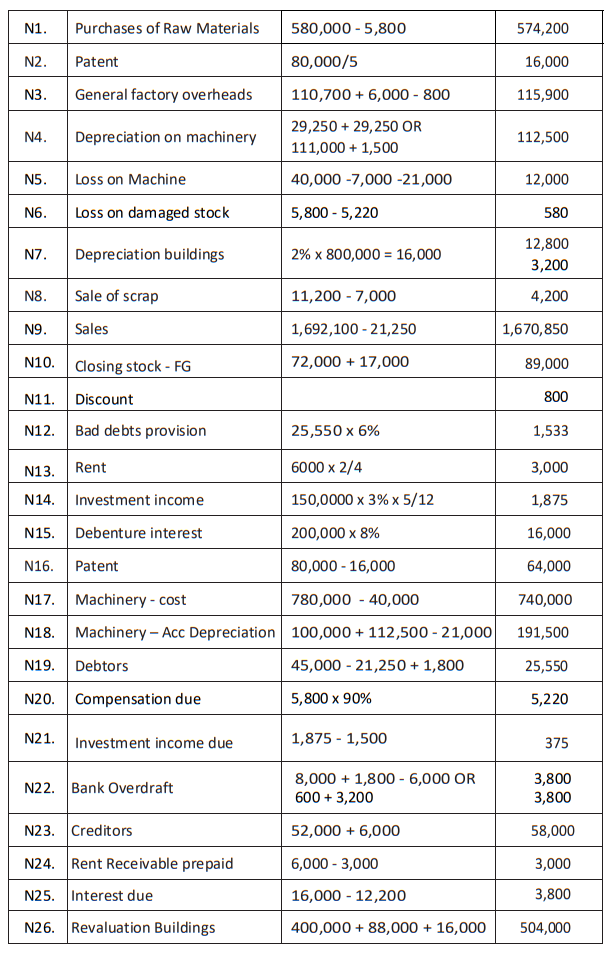 N1. Purchases of Raw Materials 580,000 - 5,800 574,200
N2. Patent 80,000/5 16,000
N3. General factory overheads 110,700 + 6,000 - 800 115,900
N4. Depreciation on machinery 29,250 + 29,250 OR 112,500
111,000 + 1,500
N5. Loss on Machine 40,000 -7,000 -21,000 12,000
N6. Loss on damaged stock 5,800 - 5,220 580
N7. Depreciation buildings 2% x 800,000 = 16,000 12,800
3,200
N8. Sale of scrap 11,200 - 7,000 4,200
N9. Sales 1,692,100 - 21,250 1,670,850
N10. Closing stock - FG 72,000 + 17,000 89,000
N11. Discount 800
N12. Bad debts provision 25,550 x 6% 1,533
N13. Rent 6000 x 2/4 3,000
N14. Investment income 150,0000 x 3% x 5/12 1,875
N15. Debenture interest 200,000 x 8% 16,000
N16. Patent 80,000 - 16,000 64,000
N17. Machinery - cost 780,000 - 40,000 740,000
N18. Machinery – Acc Depreciation 100,000 + 112,500 - 21,000 191,500
N19. Debtors 45,000 - 21,250 + 1,800 25,550
N20. Compensation due 5,800 x 90% 5,220
N21. Investment income due 1,875 - 1,500 375
N22. Bank Overdraft 8,000 + 1,800 - 6,000 OR 3,800
600 + 3,200 3,800
N23. Creditors 52,000 + 6,000 58,000
N24. Rent Receivable prepaid 6,000 - 3,000 3,000
N25. Interest due 16,000 - 12,200 3,800
N26. Revaluation Buildings 400,000 + 88,000 + 16,000 504,000